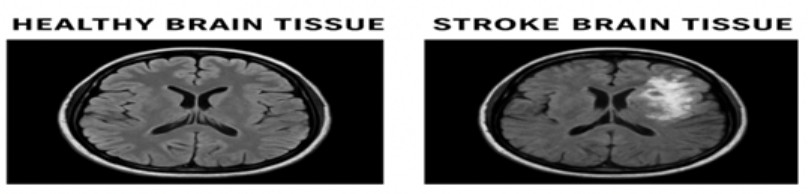 HEALTHY BRAIN TISSUE
STROKE BRAIN TISSUE